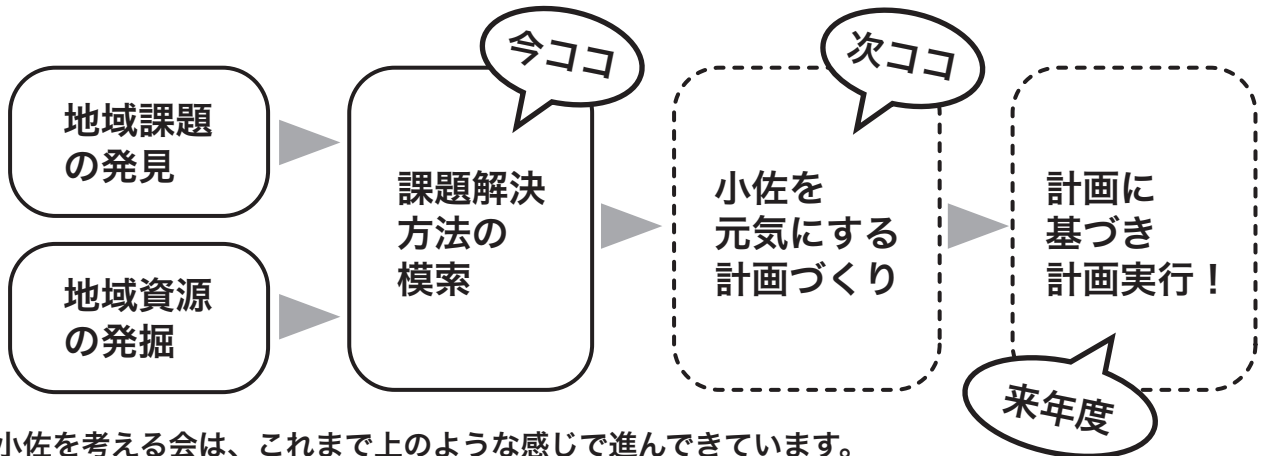 今ココ
次ココ
地域課題
の発見
地域資源
の発掘
課題解決
方法の
模索
小佐を
元気にする
計画づくり
計画に
基づき
計画実行！
来年度
小佐を考える会は、これまで上のような感じで進んできています。